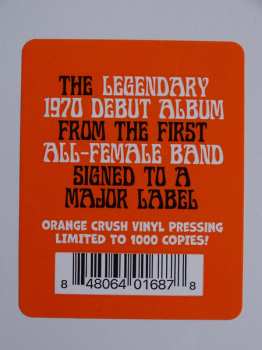 THE LEGENDARY
1970 DEBUT ALBUM
FROM THE FIRST
ALL-FEMALE BAND
SIGNED TO A
MAJOR LABEL
ORANGE CRUSH VINYL PRESSING
LIMITED TO 1000 COPIES!
8 48064 01687 8